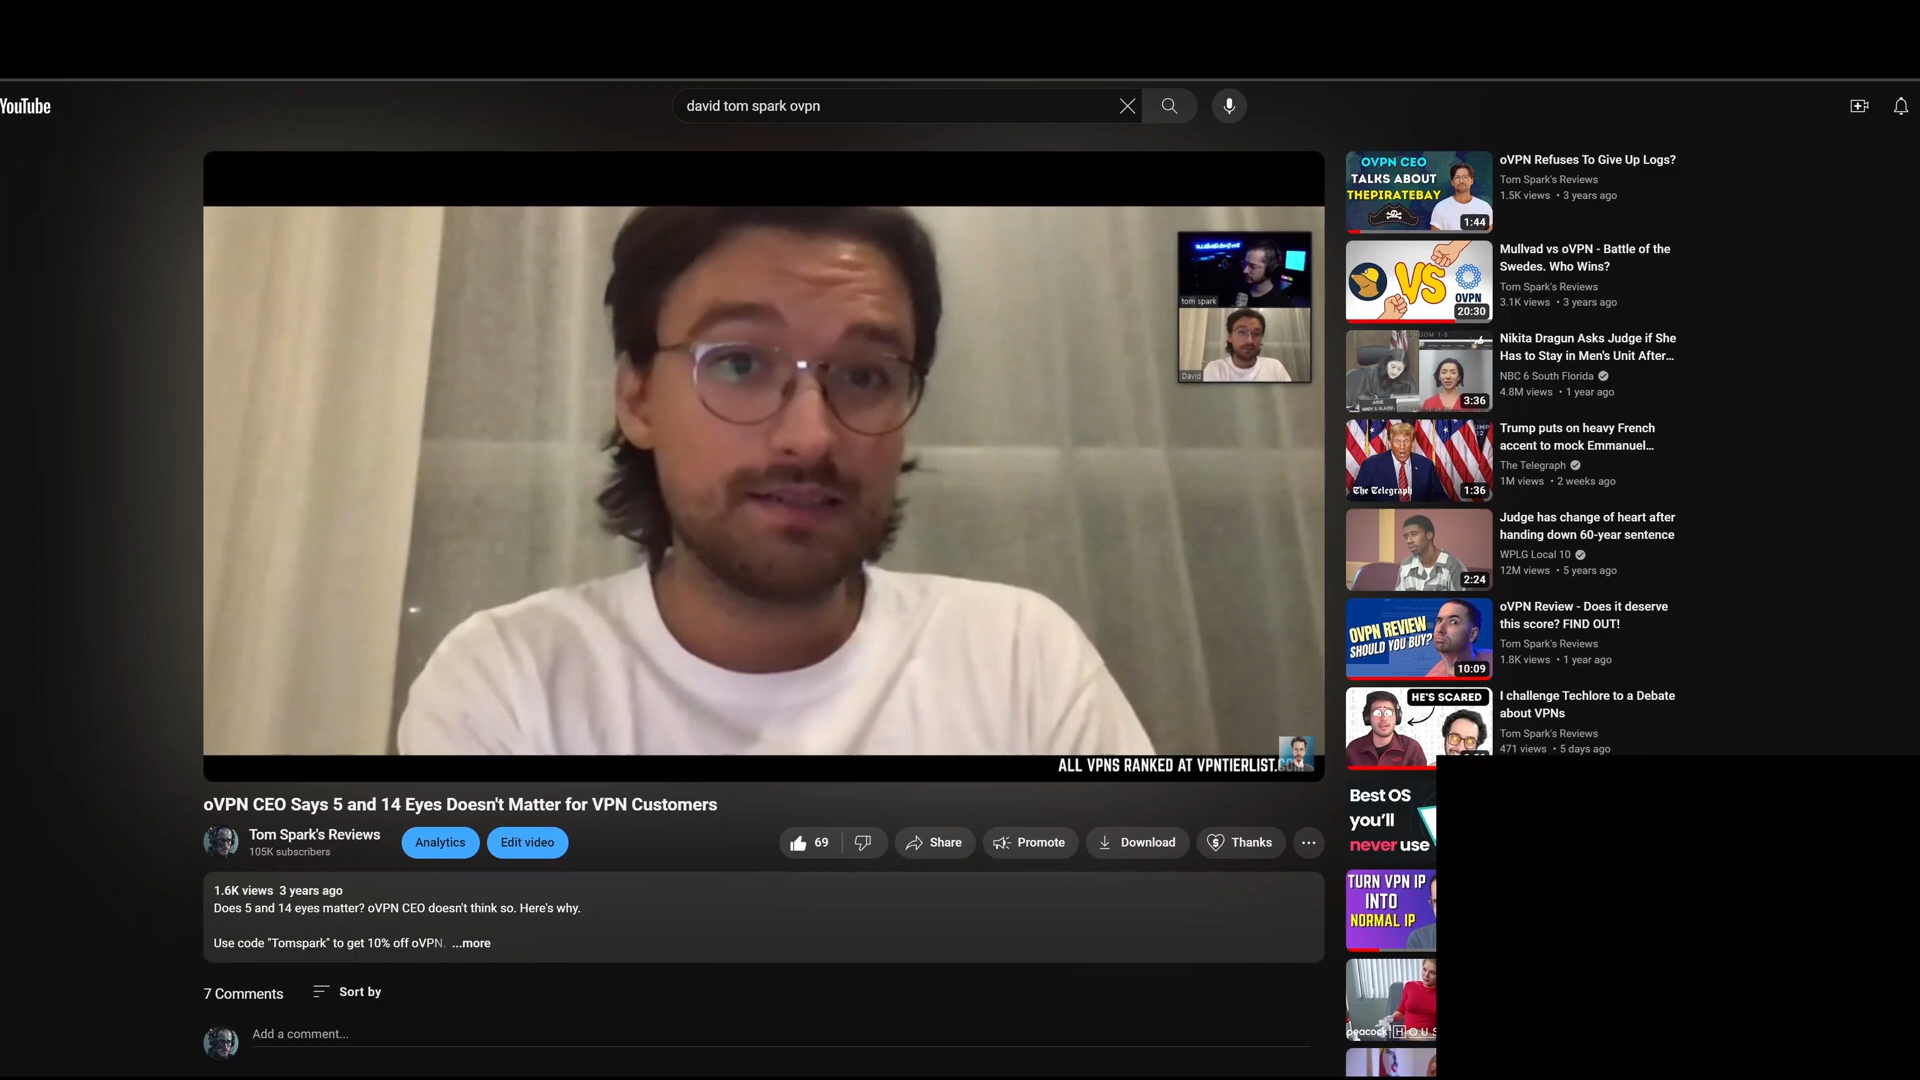 YouTube
david tom spark ovpn
tom spark
David
ALL VPNS RANKED AT VPNTIERLIST.
oVPN CEO Says 5 and 14 Eyes Doesn't Matter for VPN Customers
Tom Spark's Reviews
105K subscribers
Analytics
Edit video
69
Share
Promote
Download
Thanks
1.6K views 3 years ago
Does 5 and 14 eyes matter? oVPN CEO doesn't think so. Here's why.
Use code "Tomspark" to get 10% off oVPN. ...more
7 Comments
Sort by
Add a comment...
OVPN CEO
TALKS ABOUT
THEPIRATEBAY
1:44
oVPN Refuses To Give Up Logs?
Tom Spark's Reviews
1.5K views • 3 years ago
VS
OVPN
20:30
Mullvad vs oVPN - Battle of the
Swedes. Who Wins?
Tom Spark's Reviews
3.1K views • 3 years ago
3:36
Nikita Dragun Asks Judge if She
Has to Stay in Men's Unit After...
NBC 6 South Florida
4.8M views • 1 year ago
The Telegraph
1:36
Trump puts on heavy French
accent to mock Emmanuel...
The Telegraph
1M views • 2 weeks ago
2:24
Judge has change of heart after
handing down 60-year sentence
WPLG Local 10
12M views • 5 years ago
OVPN REVIEW
SHOULD YOU BUY?
10:09
oVPN Review - Does it deserve
this score? FIND OUT!
Tom Spark's Reviews
1.8K views • 1 year ago
HE'S SCARED
I challenge Techlore to a Debate
about VPNs
Tom Spark's Reviews
471 views • 5 days ago
Best OS
you'll
never use
TURN VPN IP
INTO
NORMAL IP
peacock
HOUS